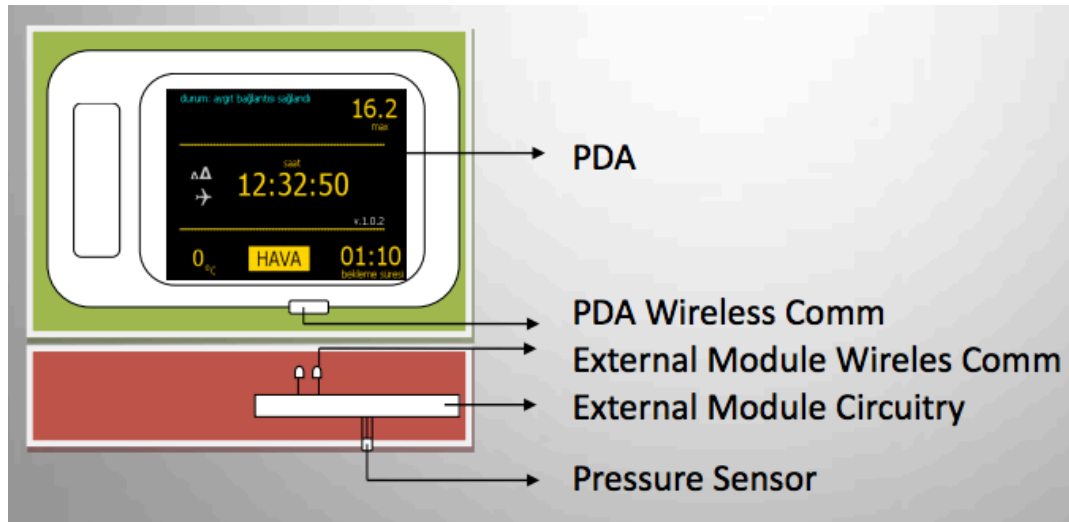 durum: aygıt bağlantısı sağlandı
16.2
max
saat
12:32:50
v.1.0.2
0°C
HAVA
01:10
bekleme süresi
PDA
PDA Wireless Comm
External Module Wireles Comm
External Module Circuitry
Pressure Sensor